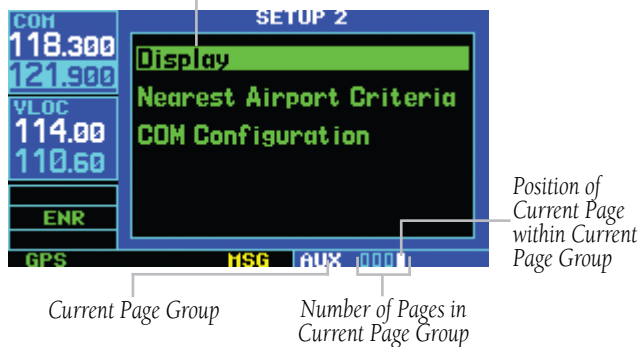 SETUP 2
COM
118.300
121.900
VLOC
114.00
110.60
ENR
Display
Nearest Airport Criteria
COM Configuration
GPS
MSG
AUX
Current Page Group
Number of Pages in
Current Page Group
Position of
Current Page
within Current
Page Group